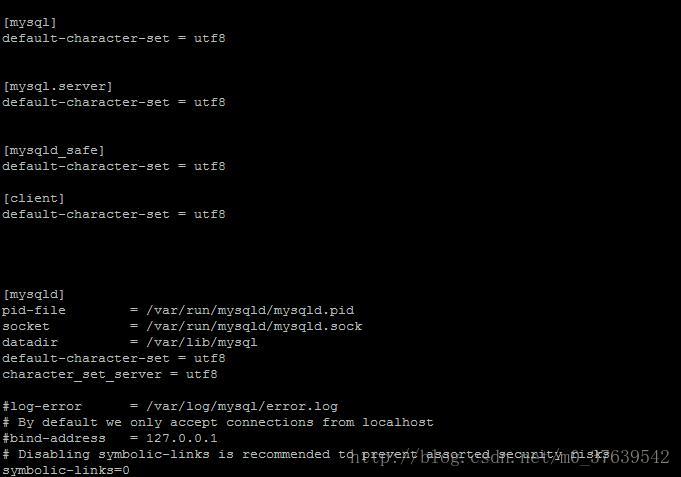 [mysql]
default-character-set = utf8
[mysql.server]
default-character-set = utf8
[mysqld_safe]
default-character-set = utf8
[client]
default-character-set = utf8
[mysqld]
pid-file        = /var/run/mysqld/mysqld.pid
socket          = /var/run/mysqld/mysqld.sock
datadir         = /var/lib/mysql
default-character-set = utf8
character_set_server = utf8
#log-error      = /var/log/mysql/error.log
# By default we only accept connections from localhost
#bind-address   = 127.0.0.1
# Disabling symbolic-links is recommended to prevent assorted security risks
symbolic-links=0
http://blog.csdn.net/m0_37639542